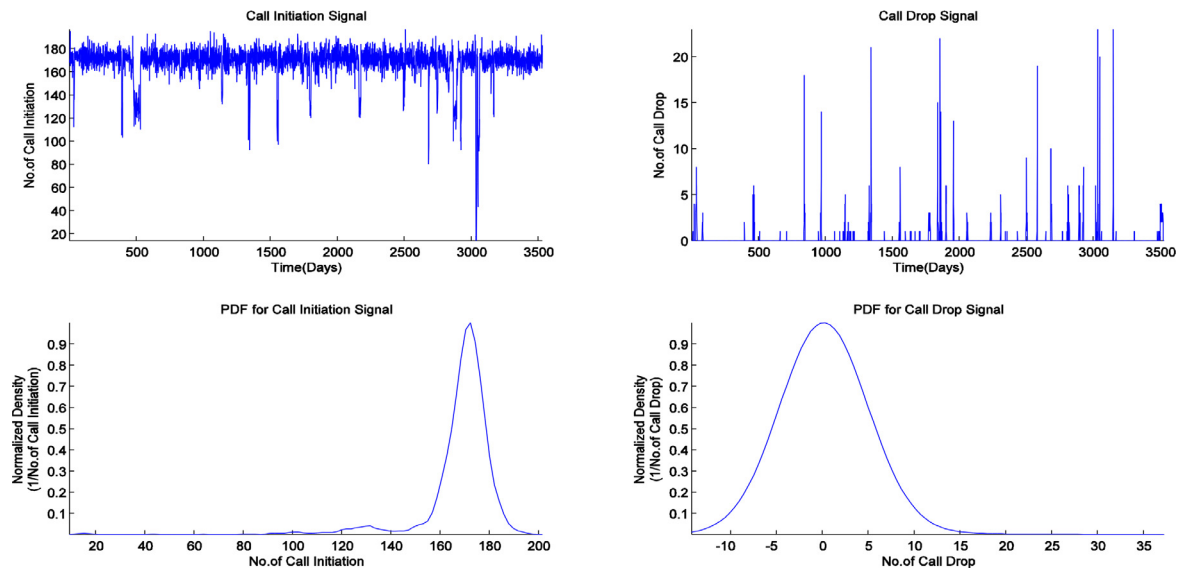 Call Initiation Signal
No.of Call Initiation
180
160
140
120
100
80
60
40
20
500 1000 1500 2000 2500 3000 3500
Time(Days)
Call Drop Signal
No.of Call Drop
20
15
10
5
0
500 1000 1500 2000 2500 3000 3500
Time(Days)
PDF for Call Initiation Signal
Normalized Density
(1/No.of Call Initiation)
0.9
0.8
0.7
0.6
0.5
0.4
0.3
0.2
0.1
20 40 60 80 100 120 140 160 180 200
No.of Call Initiation
PDF for Call Drop Signal
Normalized Density
(1/No.of Call Drop)
0.9
0.8
0.7
0.6
0.5
0.4
0.3
0.2
0.1
-10 -5 0 5 10 15 20 25 30 35
No.of Call Drop